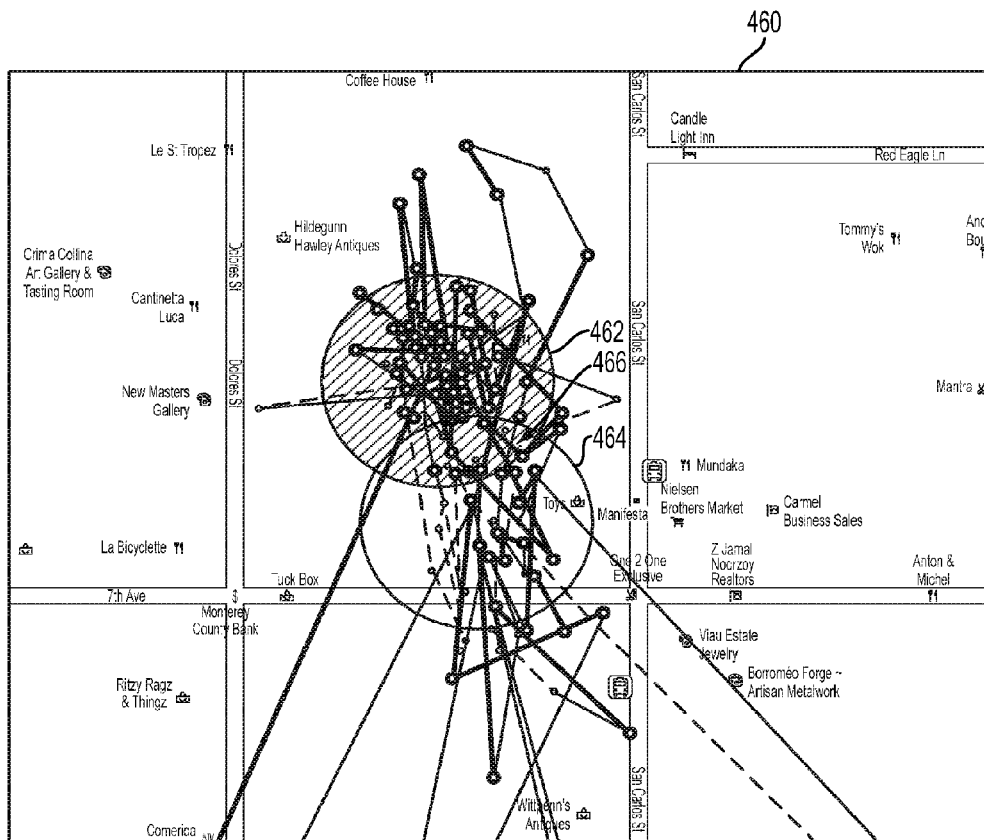 460
Coffee House
San Carlos St
Candle
Light Inn
Le St Tropez
Red Eagle Ln
Hildegunn
Hawley Antiques
Tommy's
Wok
Dolores St
Crima Collina
Art Gallery &
Tasting Room
Cantinetta
Luca
San Carlos St
462
466
Dolores St
New Masters
Gallery
Mantra
464
Mundaka
Toys
Manifesta
Nielsen
Brothers Market
Carmel
Business Sales
La Bicyclette
One 2 One
Exclusive
Z Jamal
Nocrzoy
Realtors
Anton &
Michel
Tuck Box
7th Ave
Monterey
County Bank
Viau Estale
Jewelry
Borroméo Forge ~
Artisan Metalwork
Ritzy Ragz
& Thingz
San Carlos St
Antiques
Comerica